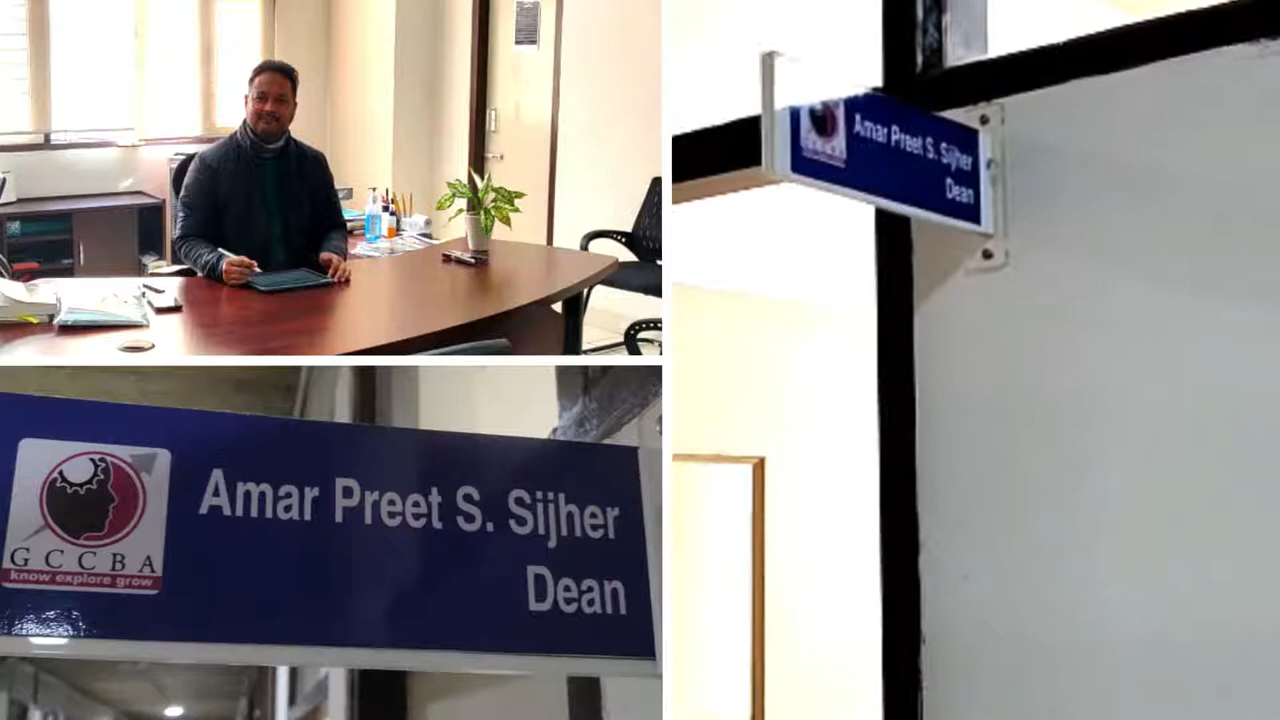 GCCBA
know explore grow
Amar Preet S. Sijher
Dean
Amar Preet S. Sijher
Dean